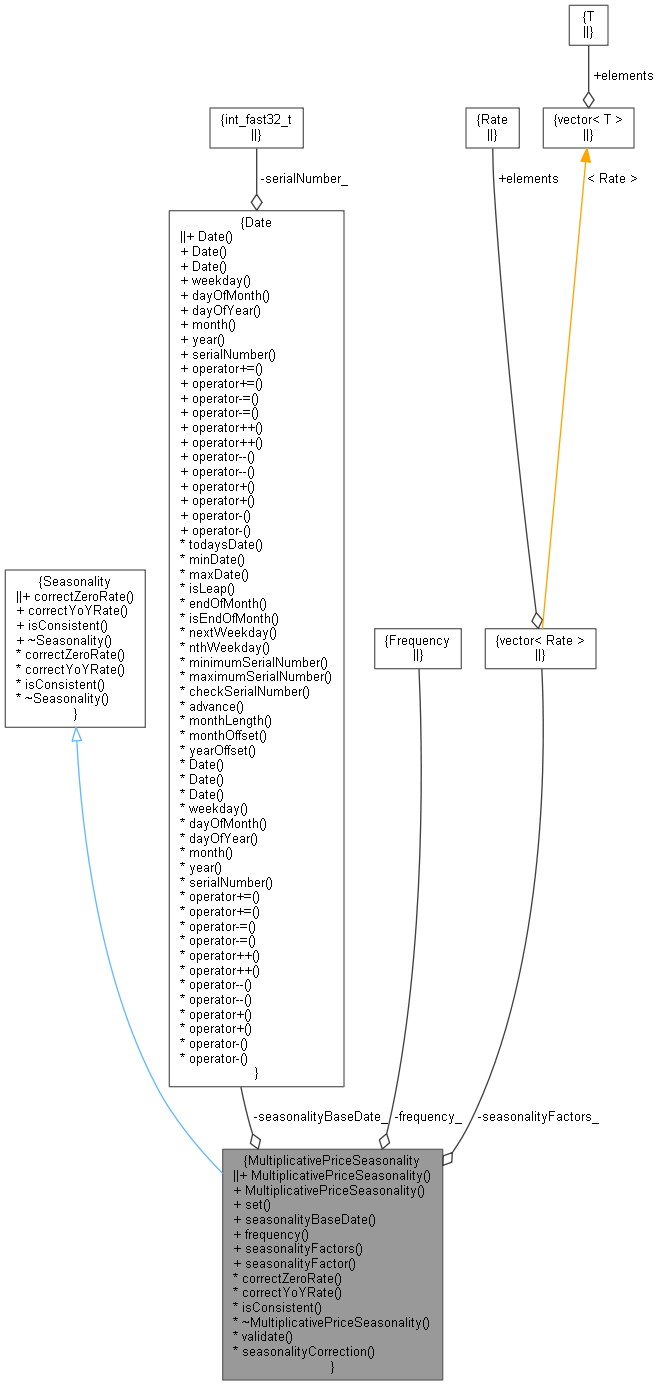 {T
||}
+elements
{int_fast32_t
||}
{Rate
||}
{vector< T >
||}
-serialNumber_
+elements
< Rate >
{Date
||+ Date()
+ Date()
+ Date()
+ weekday()
+ dayOfMonth()
+ dayOfYear()
+ month()
+ year()
+ serialNumber()
+ operator+=()
+ operator+=()
+ operator-=()
+ operator-=()
+ operator++()
+ operator++()
+ operator--()
+ operator--()
+ operator+()
+ operator+()
+ operator-()
+ operator-()
* todaysDate()
* minDate()
* maxDate()
* isLeap()
* endOfMonth()
* isEndOfMonth()
* nextWeekday()
* nthWeekday()
* minimumSerialNumber()
* maximumSerialNumber()
* checkSerialNumber()
* advance()
* monthLength()
* monthOffset()
* yearOffset()
* Date()
* Date()
* Date()
* weekday()
* dayOfMonth()
* dayOfYear()
* month()
* year()
* serialNumber()
* operator+=()
* operator+=()
* operator-=()
* operator-=()
* operator++()
* operator++()
* operator--()
* operator--()
* operator+()
* operator+()
* operator-()
* operator-()
}
{Seasonality
||+ correctZeroRate()
+ correctYoYRate()
+ isConsistent()
+ ~Seasonality()
* correctZeroRate()
* correctYoYRate()
* isConsistent()
* ~Seasonality()
}
{Frequency
||}
{vector< Rate >
||}
-seasonalityBaseDate_
-frequency_
-seasonalityFactors_
{MultiplicativePriceSeasonality
||+ MultiplicativePriceSeasonality()
+ MultiplicativePriceSeasonality()
+ set()
+ seasonalityBaseDate()
+ frequency()
+ seasonalityFactors()
+ seasonalityFactor()
* correctZeroRate()
* correctYoYRate()
* isConsistent()
* ~MultiplicativePriceSeasonality()
* validate()
* seasonalityCorrection()
}